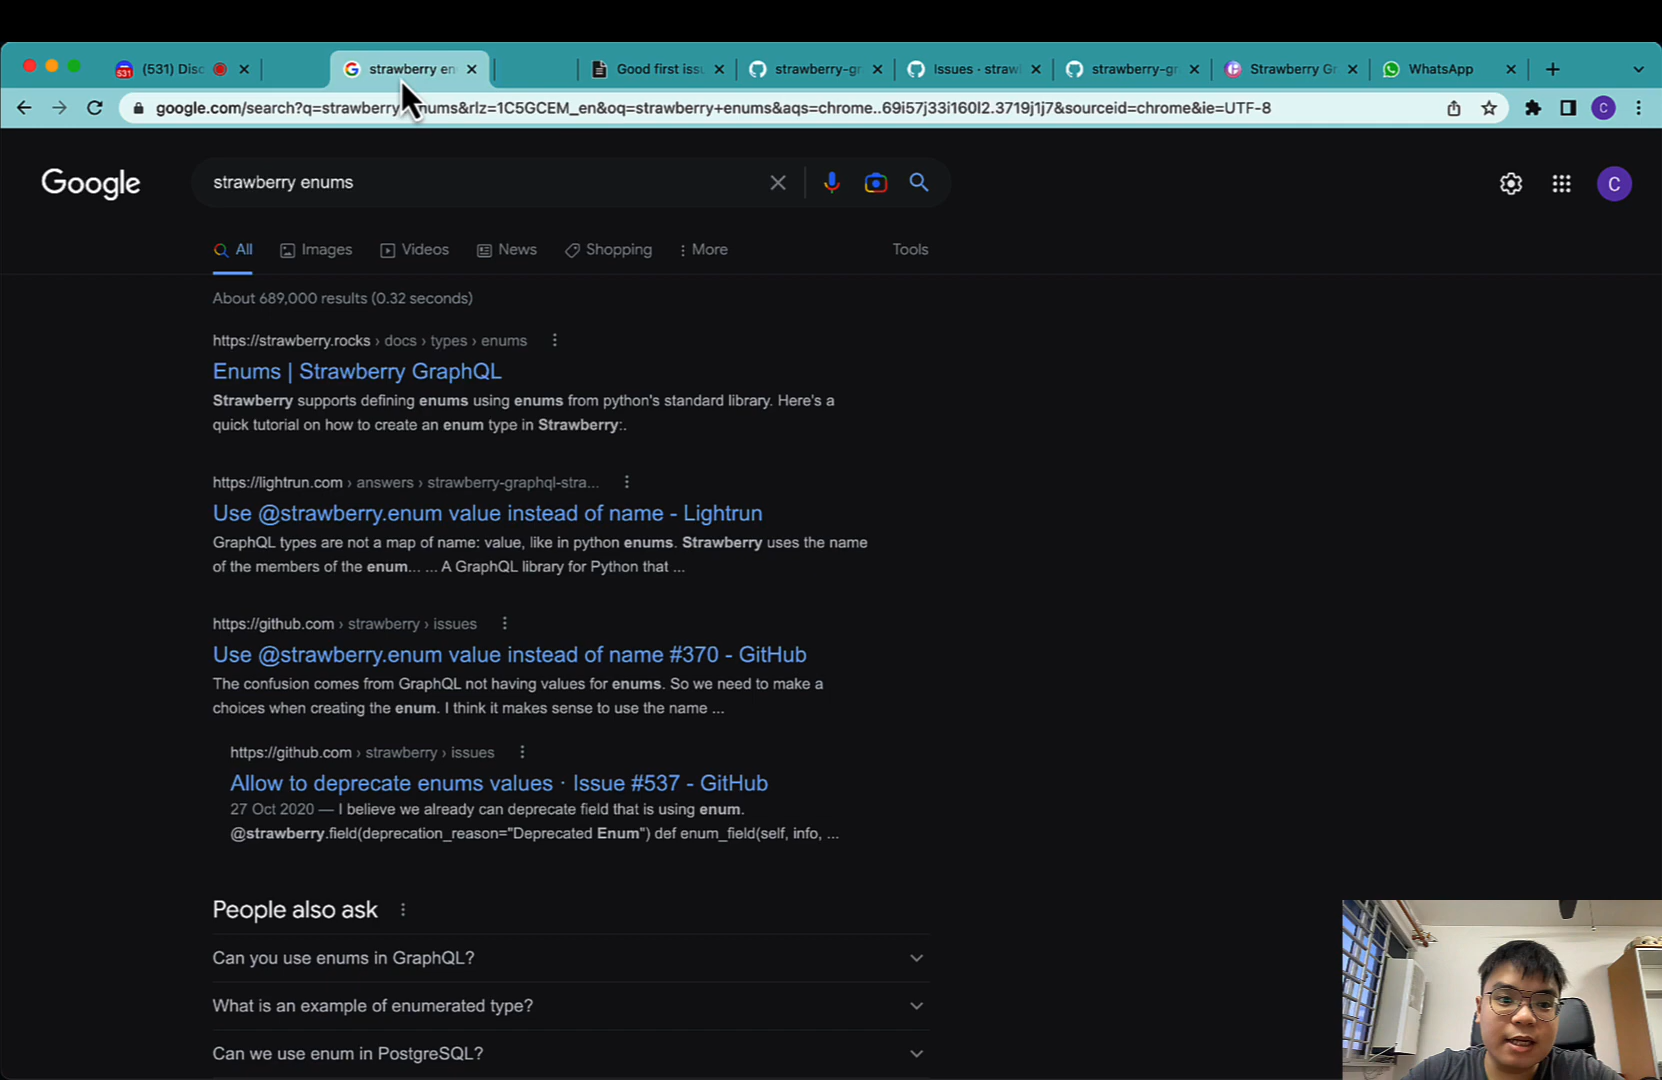 531 (531) Disc
strawberry en
Good first issu
strawberry-gr
Issues · straw
strawberry-gr
Strawberry Gr
WhatsApp
google.com/search?q=strawberry enums&rlz=1C5GCEM_en&oq=strawberry+enums&aqs=chrome..69i57j33i160l2.3719j1j7&sourceid=chrome&ie=UTF-8
C
Google
strawberry enums
C
All
Images
Videos
News
Shopping
More
Tools
About 689,000 results (0.32 seconds)
https://strawberry.rocks › docs › types › enums
Enums | Strawberry GraphQL
Strawberry supports defining enums using enums from python's standard library. Here's a
quick tutorial on how to create an enum type in Strawberry:.
https://lightrun.com › answers › strawberry-graphql-stra...
Use @strawberry.enum value instead of name - Lightrun
GraphQL types are not a map of name: value, like in python enums. Strawberry uses the name
of the members of the enum... ... A GraphQL library for Python that ...
https://github.com › strawberry › issues
Use @strawberry.enum value instead of name #370 - GitHub
The confusion comes from GraphQL not having values for enums. So we need to make a
choices when creating the enum. I think it makes sense to use the name ...
https://github.com › strawberry › issues
Allow to deprecate enums values · Issue #537 - GitHub
27 Oct 2020 — I believe we already can deprecate field that is using enum.
@strawberry.field(deprecation_reason="Deprecated Enum") def enum_field(self, info, ...
People also ask
Can you use enums in GraphQL?
What is an example of enumerated type?
Can we use enum in PostgreSQL?